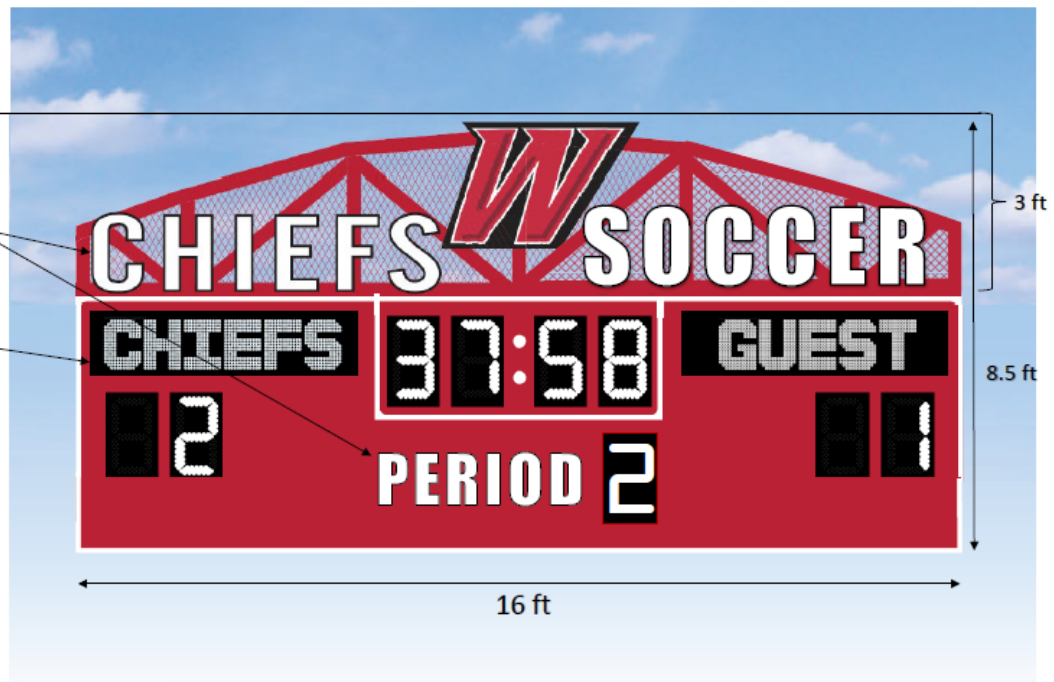 CHIEFS W SOCCER
3 ft
CHIEFS 37:58 GUEST
8.5 ft
2 1
PERIOD 2
16 ft